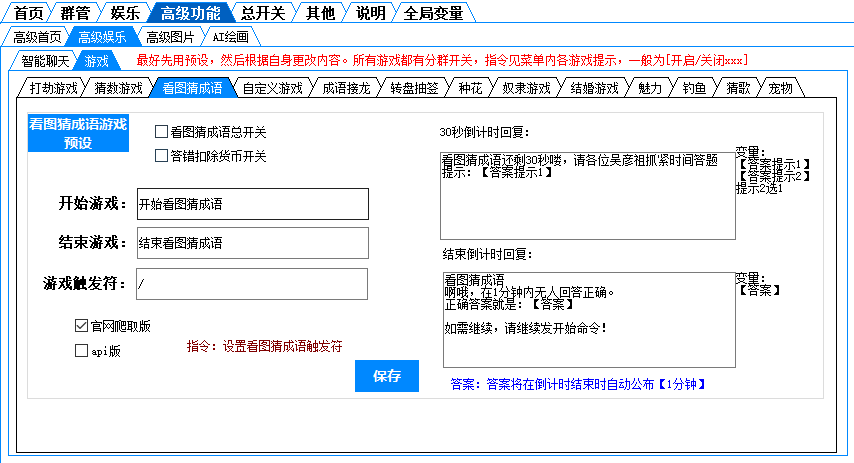 首页 群管 娱乐 高级功能 总开关 其他 说明 全局变量
高级首页 高级娱乐 高级图片 AI绘画
智能聊天 游戏 最好先用预设，然后根据自身更改内容。所有游戏都有分群开关，指令见菜单内各游戏提示，一般为[开启/关闭xxx]
打劫游戏 猜数游戏 看图猜成语 自定义游戏 成语接龙 转盘抽签 种花 奴隶游戏 结婚游戏 魅力 钓鱼 猜歌 宠物
看图猜成语游戏
预设
看图猜成语总开关
答错扣除货币开关
开始游戏： 开始看图猜成语
结束游戏： 结束看图猜成语
游戏触发符： /
官网爬取版
api版
指令：设置看图猜成语触发符
保存
30秒倒计时回复：
看图猜成语还剩30秒喽，请各位吴彦祖抓紧时间答题
提示：【答案提示1】
变量：
【答案提示1】
【答案提示2】
提示2选1
结束倒计时回复：
看图猜成语
啊哦，在1分钟内无人回答正确。
正确答案就是：【答案】
如需继续，请继续发开始命令！
变量：
【答案】
答案：答案将在倒计时结束时自动公布【1分钟】